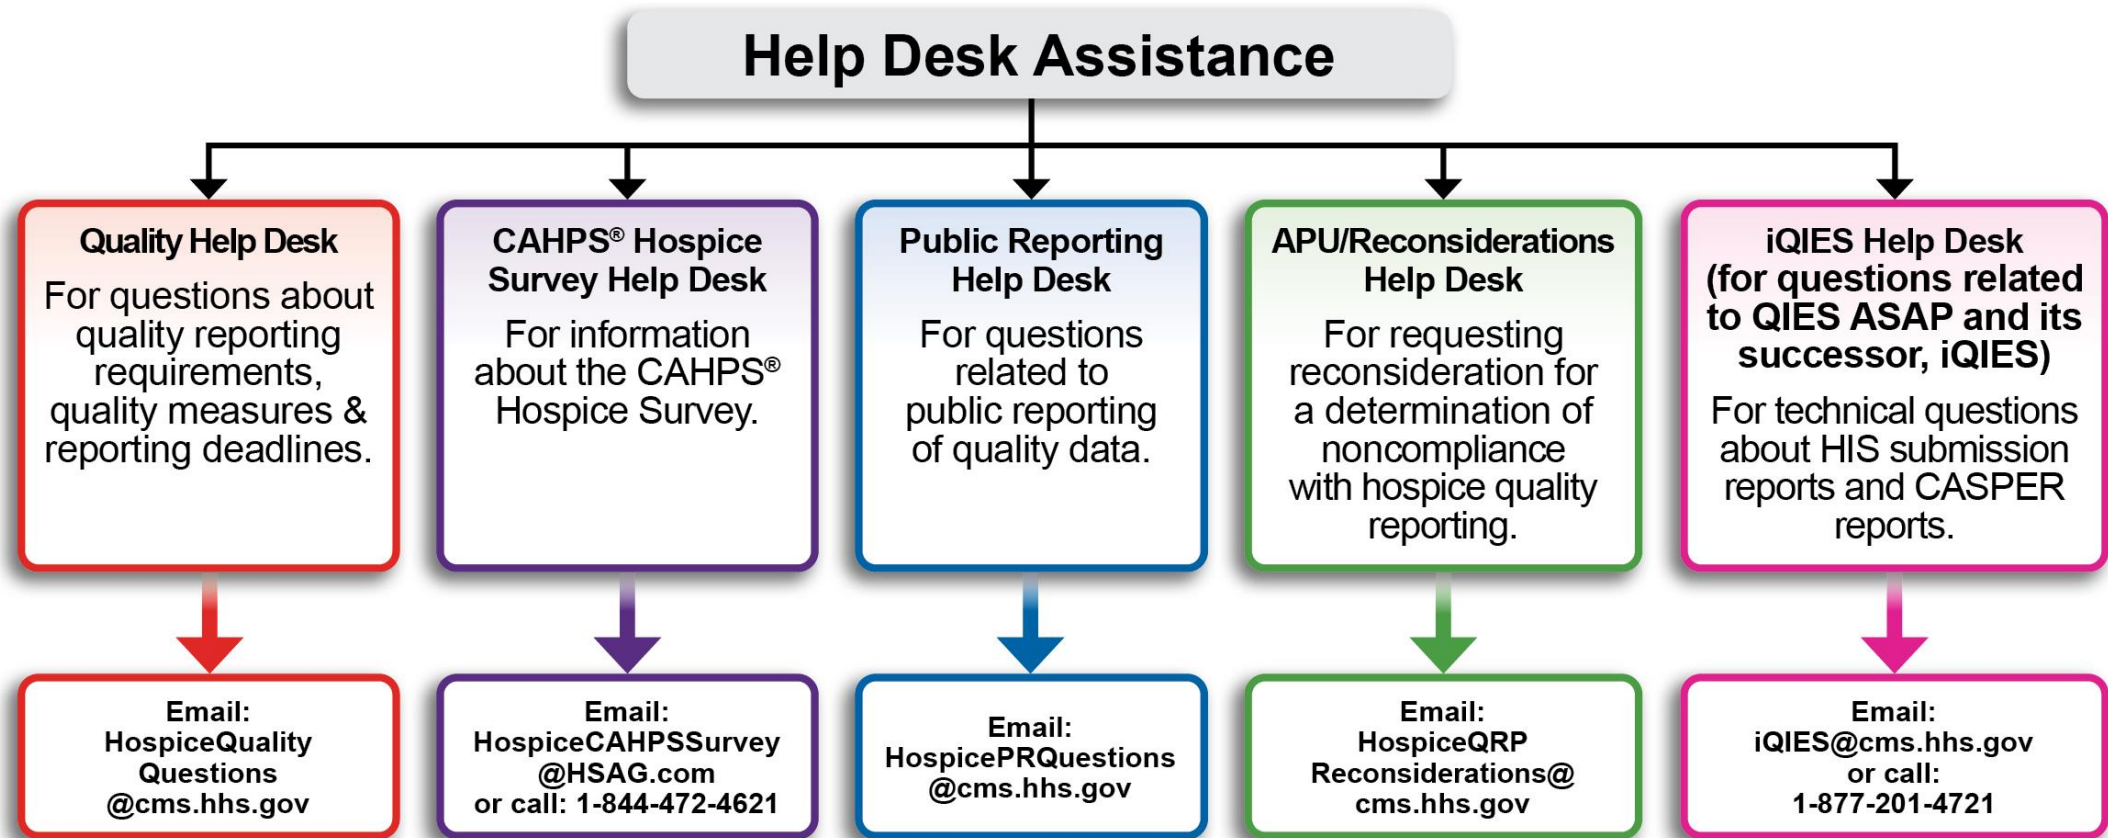 Help Desk Assistance
Quality Help Desk
For questions about
quality reporting
requirements,
quality measures &
reporting deadlines.
Email:
HospiceQuality
Questions
@cms.hhs.gov
CAHPS® Hospice
Survey Help Desk
For information
about the CAHPS®
Hospice Survey.
Email:
HospiceCAHPSSurvey
@HSAG.com
or call: 1-844-472-4621
Public Reporting
Help Desk
For questions
related to
public reporting
of quality data.
Email:
HospicePRQuestions
@cms.hhs.gov
APU/Reconsiderations
Help Desk
For requesting
reconsideration for
a determination of
noncompliance
with hospice quality
reporting.
Email:
HospiceQRP
Reconsiderations@
cms.hhs.gov
iQIES Help Desk
(for questions related
to QIES ASAP and its
successor, iQIES)
For technical questions
about HIS submission
reports and CASPER
reports.
Email:
iQIES@cms.hhs.gov
or call:
1-877-201-4721